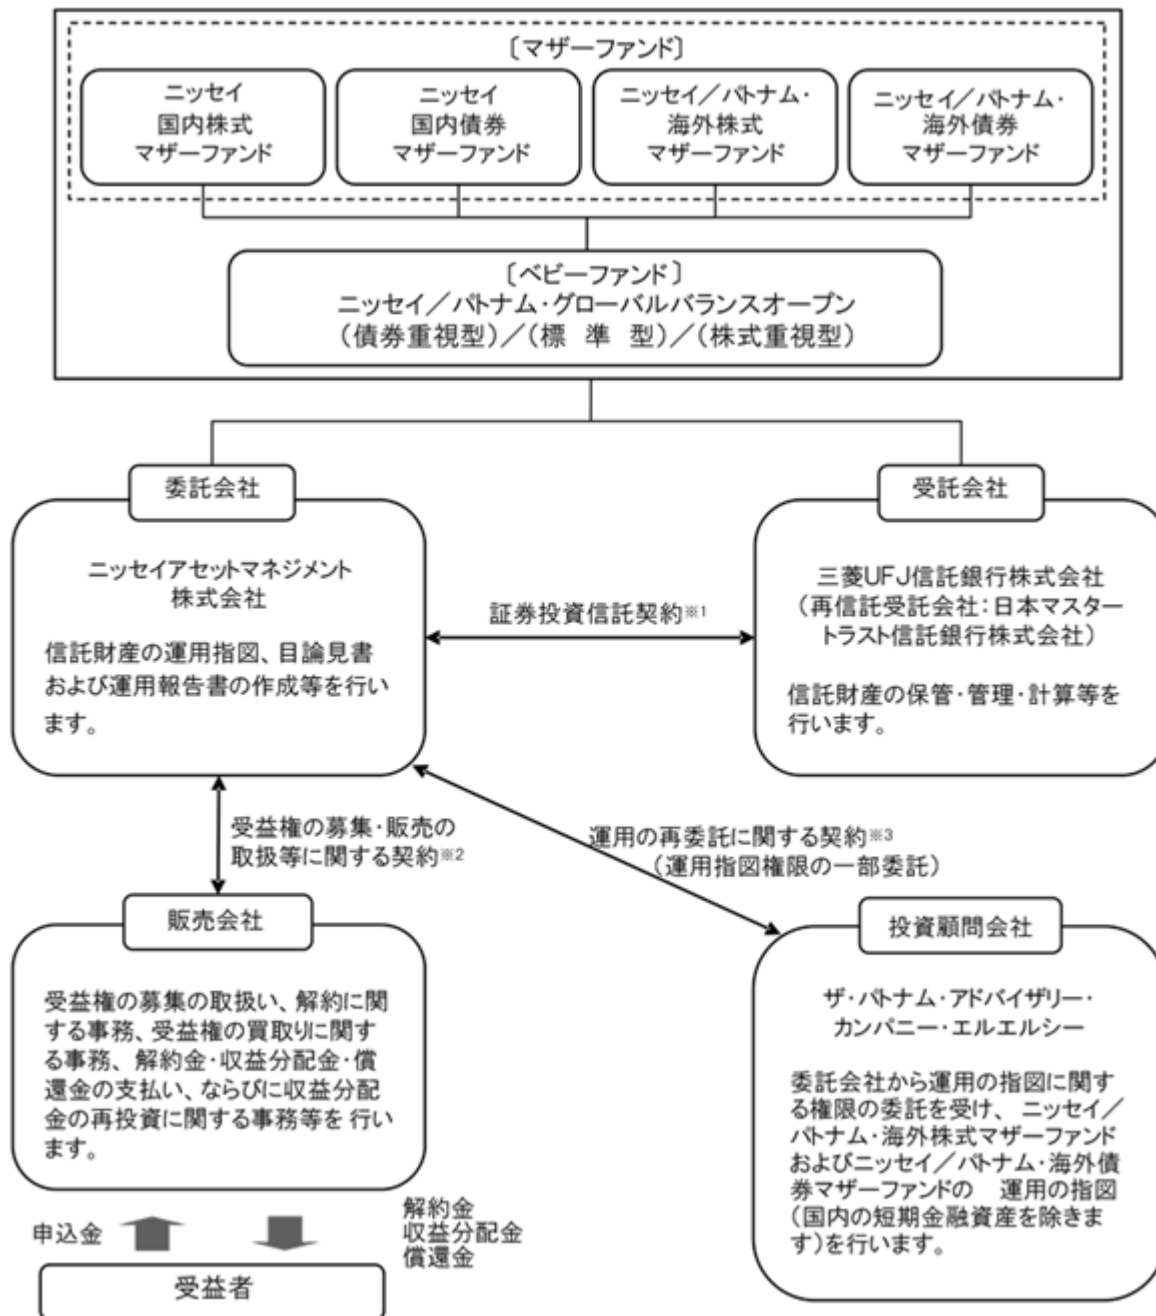 〔マザーファンド〕
ニッセイ
国内株式
マザーファンド
ニッセイ
国内債券
マザーファンド
ニッセイ／パトナム・
海外株式
マザーファンド
ニッセイ／パトナム・
海外債券
マザーファンド
〔ベビーファンド〕
ニッセイ／パトナム・グローバルバランスオープン
（債券重視型）／（標　準　型）／（株式重視型）
委託会社
ニッセイアセットマネジメント
株式会社
信託財産の運用指図、目論見書
および運用報告書の作成等を行い
ます。
証券投資信託契約※1
受託会社
三菱UFJ信託銀行株式会社
（再信託受託会社：日本マスター
トラスト信託銀行株式会社）
信託財産の保管・管理・計算等を
行います。
受益権の募集・販売の
取扱等に関する契約※2
運用の再委託に関する契約※3
（運用指図権限の一部委託）
販売会社
受益権の募集の取扱い、解約に関
する事務、受益権の買取りに関す
る事務、解約金・収益分配金・償
還金の支払い、ならびに収益分配
金の再投資に関する事務等を 行い
ます。
投資顧問会社
ザ・パトナム・アドバイザリー・
カンパニー・エルエルシー
委託会社から運用の指図に関す
る権限の委託を受け、 ニッセイ／
パトナム・海外株式マザーファンド
およびニッセイ／パトナム・海外債
券マザーファンドの　運用の指図
（国内の短期金融資産を除きま
す）を行います。
申込金
解約金
収益分配金
償還金
受益者